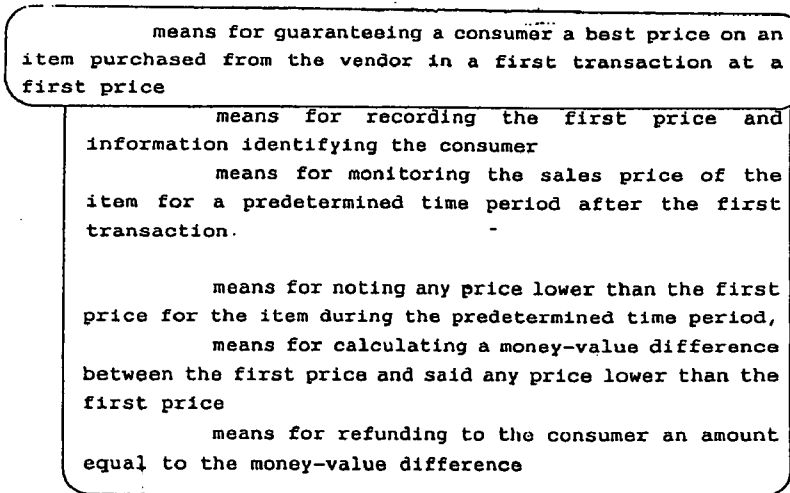 means for guaranteeing a consumer a best price on an
item purchased from the vendor in a first transaction at a
first price
means for recording the first price and
information identifying the consumer
means for monitoring the sales price of the
item for a predetermined time period after the first
transaction.
means for noting any price lower than the first
price for the item during the predetermined time period,
means for calculating a money-value difference
between the first price and said any price lower than the
first price
means for refunding to the consumer an amount
equal to the money-value difference